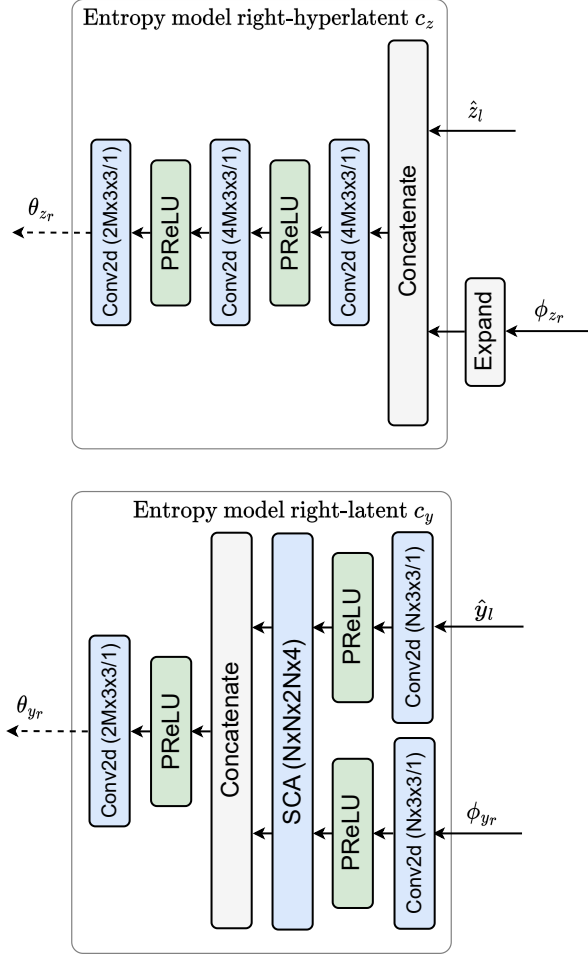 Entropy model right-hyperlatent c_z
θ_{z_r}
Conv2d (2Mx3x3/1)
PReLU
Conv2d (4Mx3x3/1)
PReLU
Conv2d (4Mx3x3/1)
Concatenate
ẑ_l
Expand
ϕ_{z_r}
Entropy model right-latent c_y
θ_{y_r}
Conv2d (2Mx3x3/1)
PReLU
Concatenate
SCA (NxNx2Nx4)
PReLU
Conv2d (Nx3x3/1)
ŷ_l
PReLU
Conv2d (Nx3x3/1)
ϕ_{y_r}